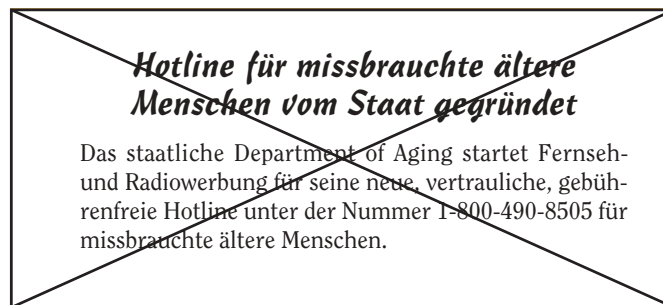 Hotline für missbrauchte ältere
Menschen vom Staat gegründet
Das staatliche Department of Aging startet Fernseh-
und Radiowerbung für seine neue, vertrauliche, gebüh-
renfreie Hotline unter der Nummer 1-800-490-8505 für
missbrauchte ältere Menschen.